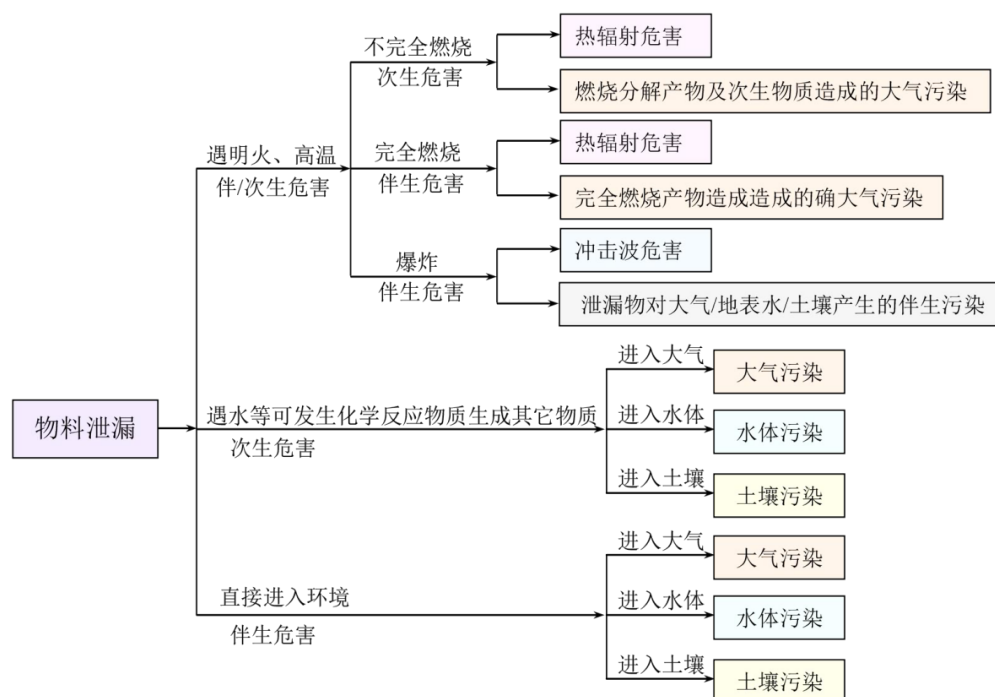 不完全燃烧
次生危害
热辐射危害
燃烧分解产物及次生物质造成的大气污染
遇明火、高温
伴/次生危害
完全燃烧
伴生危害
热辐射危害
完全燃烧产物造成造成的确大气污染
爆炸
伴生危害
冲击波危害
泄漏物对大气/地表水/土壤产生的伴生污染
物料泄漏
遇水等可发生化学反应物质生成其它物质
次生危害
进入大气
大气污染
进入水体
水体污染
进入土壤
土壤污染
直接进入环境
伴生危害
进入大气
大气污染
进入水体
水体污染
进入土壤
土壤污染